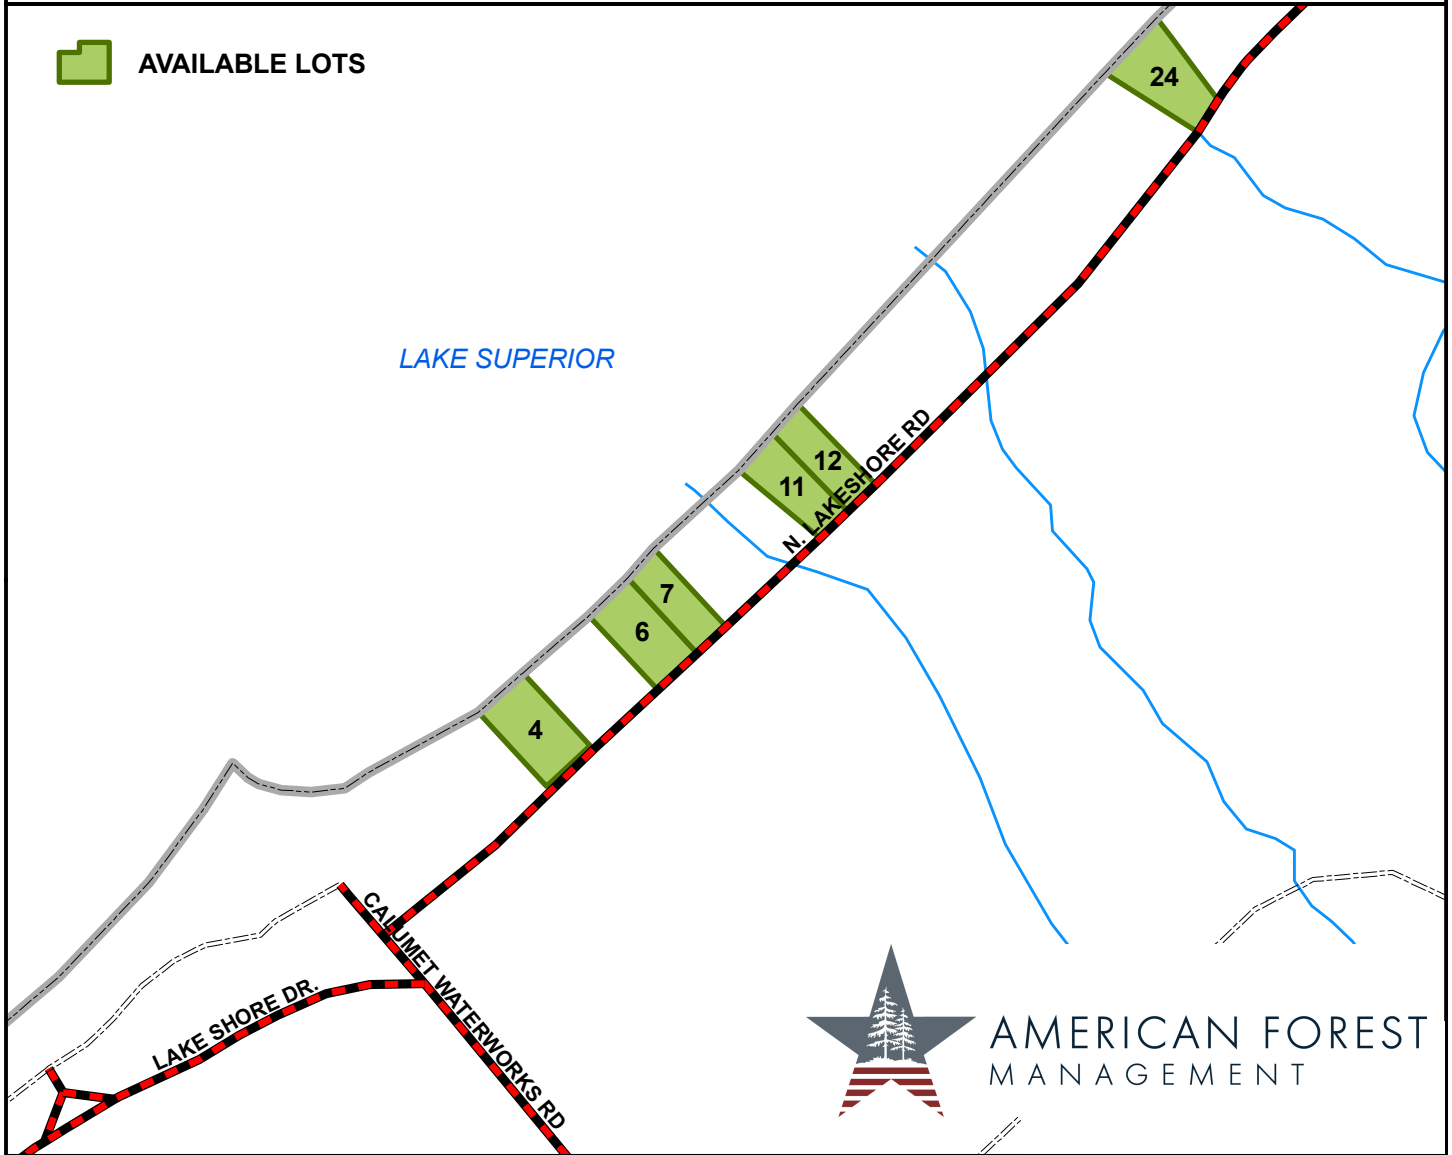 AVAILABLE LOTS
24
LAKE SUPERIOR
12
11
N. LAKESHORE RD
7
6
4
CALUMET WATERWORKS RD
LAKE SHORE DR.
AMERICAN FOREST
MANAGEMENT